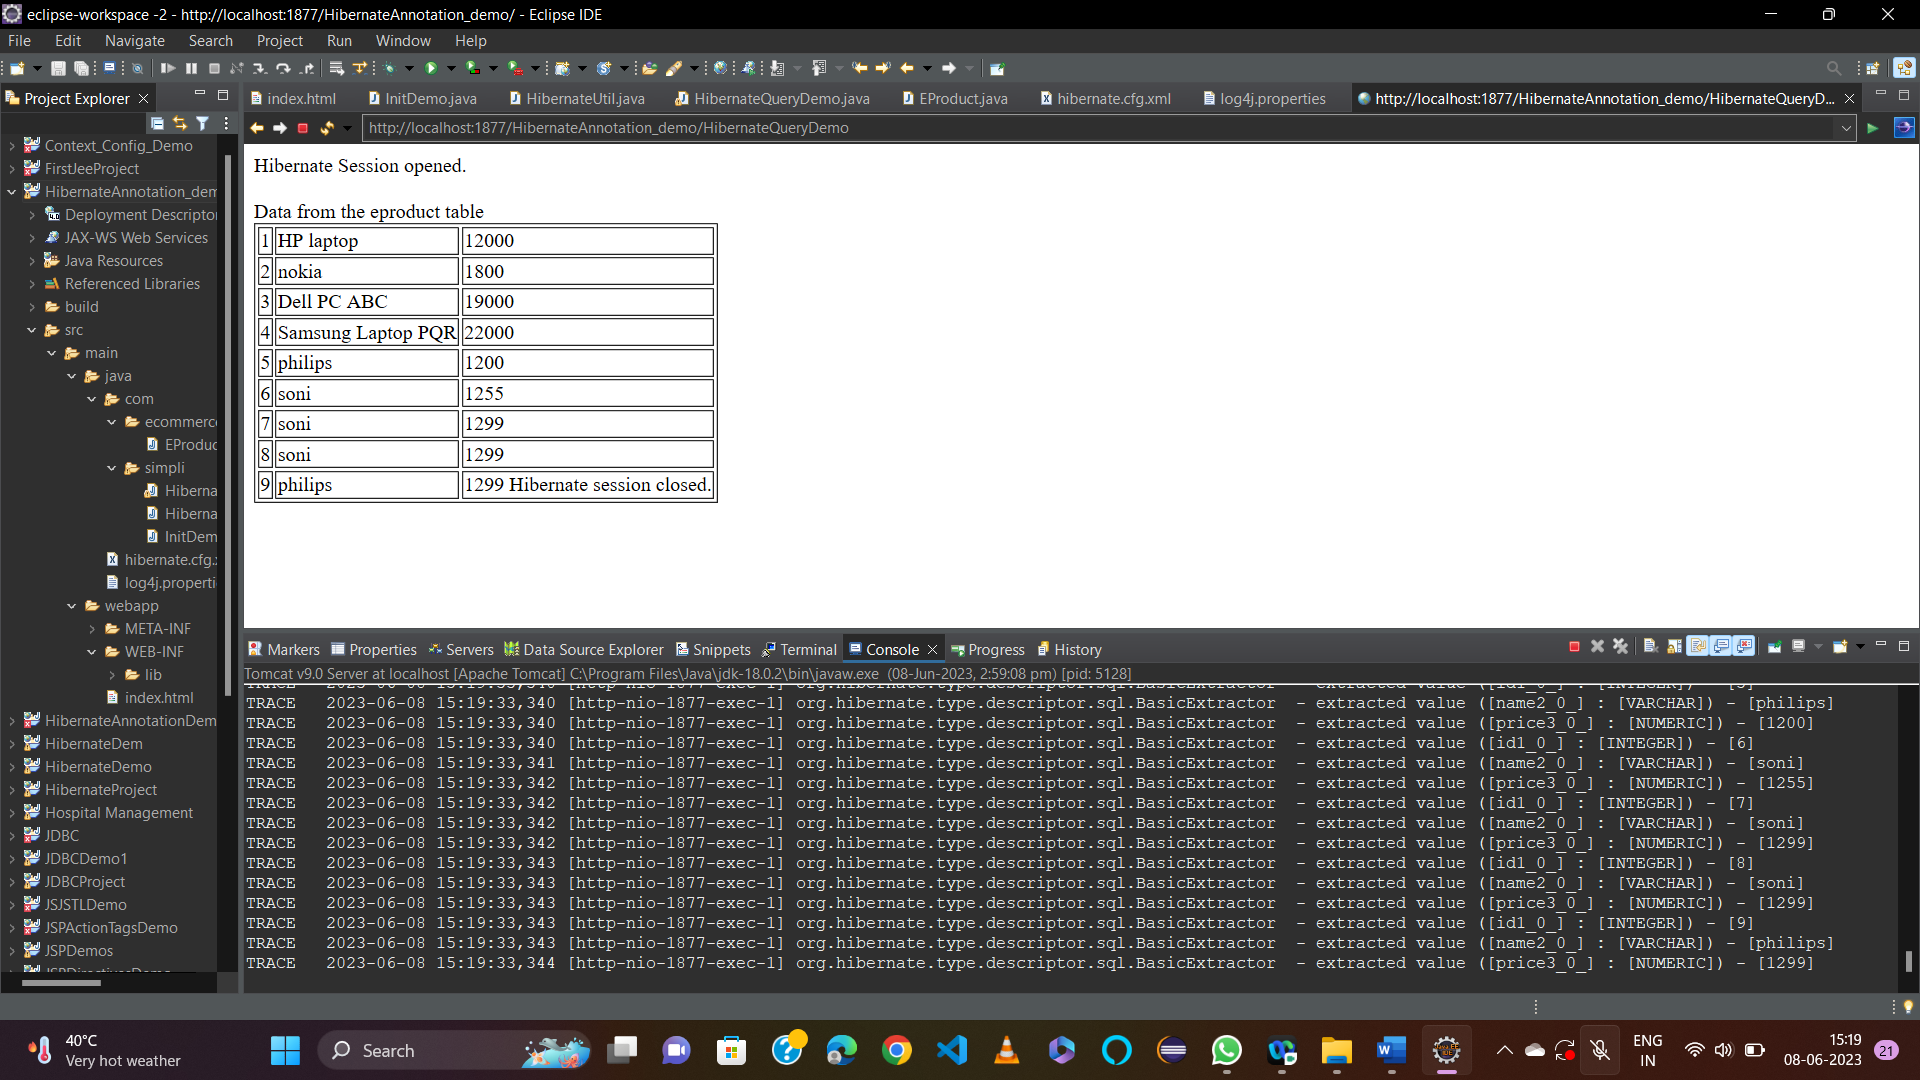 eclipse-workspace -2 - http://localhost:1877/HibernateAnnotation_demo/ - Eclipse IDE
File Edit Navigate Search Project Run Window Help
Project Explorer
index.html InitDemo.java HibernateUtil.java HibernateQueryDemo.java EProduct.java hibernate.cfg.xml log4j.properties http://localhost:1877/HibernateAnnotation_demo/HibernateQueryD...
http://localhost:1877/HibernateAnnotation_demo/HibernateQueryDemo
Context_Config_Demo
FirstJeeProject
HibernateAnnotation_dem
Deployment Descripto
JAX-WS Web Services
Java Resources
Referenced Libraries
build
src
main
java
com
ecommerc
EProduc
simpli
Hiberna
Hiberna
InitDem
hibernate.cfg.
log4j.properti
webapp
META-INF
WEB-INF
lib
index.html
HibernateAnnotationDem
HibernateDem
HibernateDemo
HibernateProject
Hospital Management
JDBC
JDBCDemo1
JDBCProject
JSJSTLDemo
JSPActionTagsDemo
JSPDemos
Hibernate Session opened.
Data from the eproduct table
1 HP laptop 12000
2 nokia 1800
3 Dell PC ABC 19000
4 Samsung Laptop PQR 22000
5 philips 1200
6 soni 1255
7 soni 1299
8 soni 1299
9 philips 1299 Hibernate session closed.
Markers Properties Servers Data Source Explorer Snippets Terminal Console Progress History
Tomcat v9.0 Server at localhost [Apache Tomcat] C:\Program Files\Java\jdk-18.0.2\bin\javaw.exe (08-Jun-2023, 2:59:08 pm) [pid: 5128]
TRACE 2023-06-08 15:19:33,340 [http-nio-1877-exec-1] org.hibernate.type.descriptor.sql.BasicExtractor - extracted value ([name2_0_] : [VARCHAR]) - [philips]
TRACE 2023-06-08 15:19:33,340 [http-nio-1877-exec-1] org.hibernate.type.descriptor.sql.BasicExtractor - extracted value ([price3_0_] : [NUMERIC]) - [1200]
TRACE 2023-06-08 15:19:33,340 [http-nio-1877-exec-1] org.hibernate.type.descriptor.sql.BasicExtractor - extracted value ([id1_0_] : [INTEGER]) - [6]
TRACE 2023-06-08 15:19:33,341 [http-nio-1877-exec-1] org.hibernate.type.descriptor.sql.BasicExtractor - extracted value ([name2_0_] : [VARCHAR]) - [soni]
TRACE 2023-06-08 15:19:33,342 [http-nio-1877-exec-1] org.hibernate.type.descriptor.sql.BasicExtractor - extracted value ([price3_0_] : [NUMERIC]) - [1255]
TRACE 2023-06-08 15:19:33,342 [http-nio-1877-exec-1] org.hibernate.type.descriptor.sql.BasicExtractor - extracted value ([id1_0_] : [INTEGER]) - [7]
TRACE 2023-06-08 15:19:33,342 [http-nio-1877-exec-1] org.hibernate.type.descriptor.sql.BasicExtractor - extracted value ([name2_0_] : [VARCHAR]) - [soni]
TRACE 2023-06-08 15:19:33,342 [http-nio-1877-exec-1] org.hibernate.type.descriptor.sql.BasicExtractor - extracted value ([price3_0_] : [NUMERIC]) - [1299]
TRACE 2023-06-08 15:19:33,343 [http-nio-1877-exec-1] org.hibernate.type.descriptor.sql.BasicExtractor - extracted value ([id1_0_] : [INTEGER]) - [8]
TRACE 2023-06-08 15:19:33,343 [http-nio-1877-exec-1] org.hibernate.type.descriptor.sql.BasicExtractor - extracted value ([name2_0_] : [VARCHAR]) - [soni]
TRACE 2023-06-08 15:19:33,343 [http-nio-1877-exec-1] org.hibernate.type.descriptor.sql.BasicExtractor - extracted value ([price3_0_] : [NUMERIC]) - [1299]
TRACE 2023-06-08 15:19:33,343 [http-nio-1877-exec-1] org.hibernate.type.descriptor.sql.BasicExtractor - extracted value ([id1_0_] : [INTEGER]) - [9]
TRACE 2023-06-08 15:19:33,343 [http-nio-1877-exec-1] org.hibernate.type.descriptor.sql.BasicExtractor - extracted value ([name2_0_] : [VARCHAR]) - [philips]
TRACE 2023-06-08 15:19:33,344 [http-nio-1877-exec-1] org.hibernate.type.descriptor.sql.BasicExtractor - extracted value ([price3_0_] : [NUMERIC]) - [1299]
40°C
Very hot weather
Search
ENG
IN
15:19
08-06-2023
21